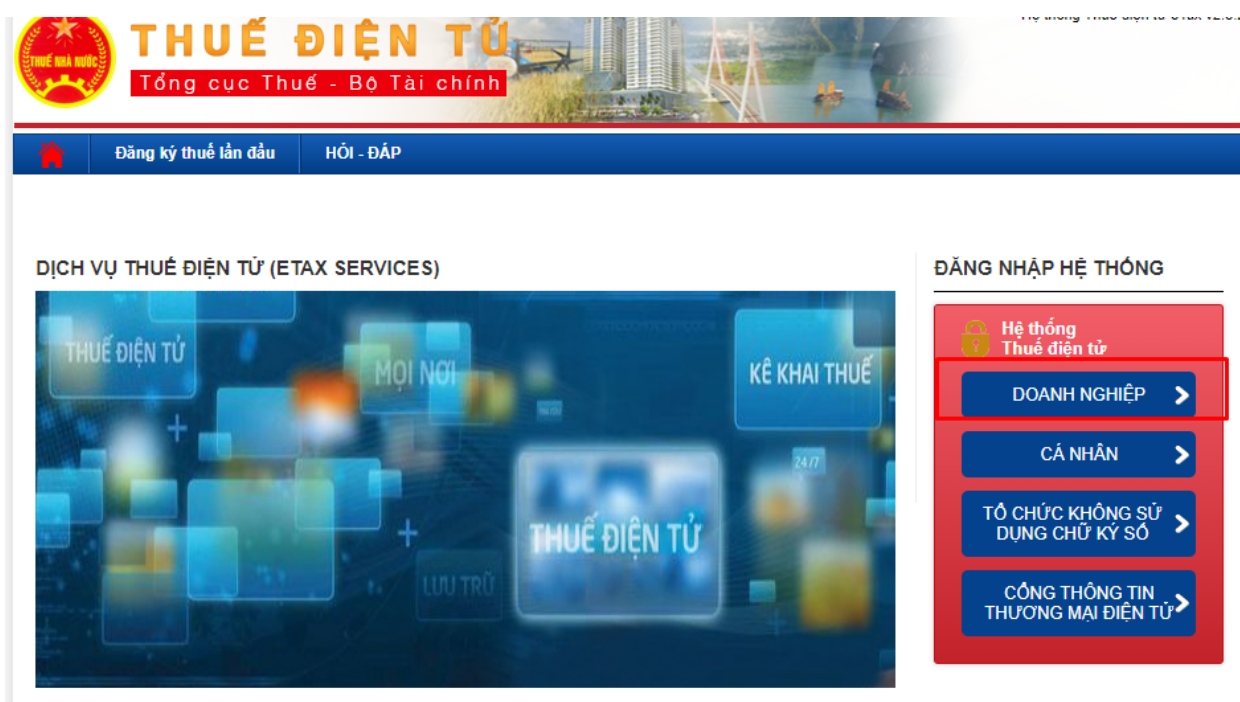 THUẾ NHÀ NƯỚC
THUẾ ĐIỆN TỬ
Tổng cục Thuế - Bộ Tài chính
Đăng ký thuế lần đầu
HỎI - ĐÁP
DỊCH VỤ THUẾ ĐIỆN TỬ (ETAX SERVICES)
THUẾ ĐIỆN TỬ
MỌI NƠI
KÊ KHAI THUẾ
24/7
THUẾ ĐIỆN TỬ
LƯU TRỮ
ĐĂNG NHẬP HỆ THỐNG
Hệ thống
Thuế điện tử
DOANH NGHIỆP
CÁ NHÂN
TỔ CHỨC KHÔNG SỬ
DỤNG CHỮ KÝ SỐ
CỔNG THÔNG TIN
THƯƠNG MẠI ĐIỆN TỬ